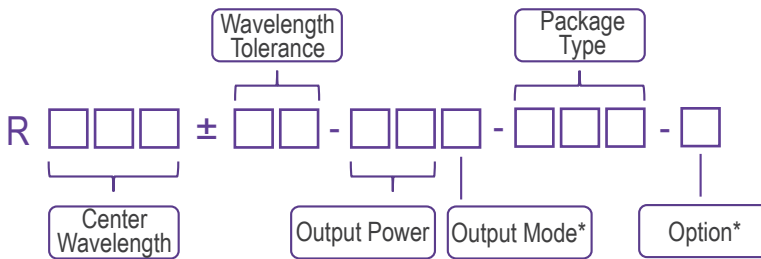 Wavelength
Tolerance
Package
Type
R ± - - -
Center
Wavelength
Output Power
Output Mode*
Option*